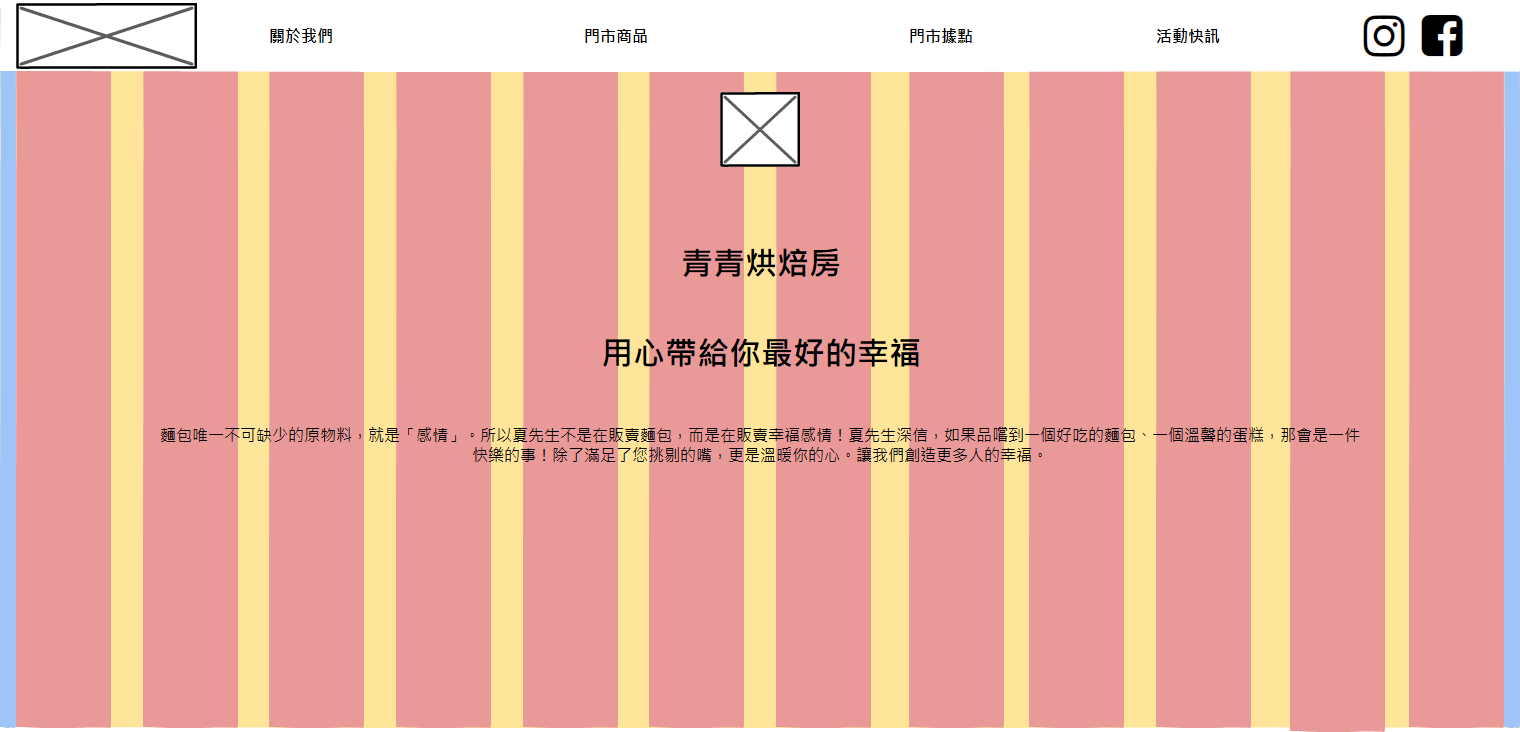 關於我們
門市商品
門市據點
活動快訊
青青烘焙房
用心帶給你最好的幸福
麵包唯一不可缺少的原物料，就是「感情」。所以夏先生不是在販賣麵包，而是在販賣幸福感情！夏先生深信，如果品嚐到一個好吃的麵包、一個溫馨的蛋糕，那會是一件
快樂的事！除了滿足了您挑剔的嘴，更是溫暖你的心。讓我們創造更多人的幸福。